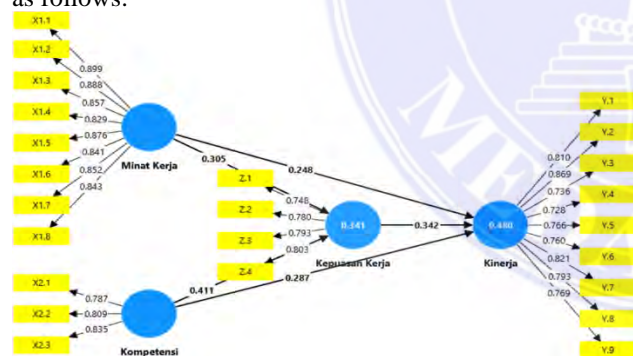 as follows:
X1.1
X1.2
X1.3
X1.4
X1.5
X1.6
X1.7
X1.8
0.899
0.888
0.857
0.829
0.876
0.841
0.852
0.843
Minat Kerja
0.305
0.248
Z.1
Z.2
Z.3
Z.4
0.748
0.780
0.793
0.803
0.341
Kepuasan Kerja
0.342
0.480
Kinerja
0.411
0.287
X2.1
X2.2
X2.3
0.787
0.809
0.835
Kompetensi
Y.1
Y.2
Y.3
Y.4
Y.5
Y.6
Y.7
Y.8
Y.9
0.810
0.869
0.736
0.728
0.766
0.760
0.821
0.793
0.769